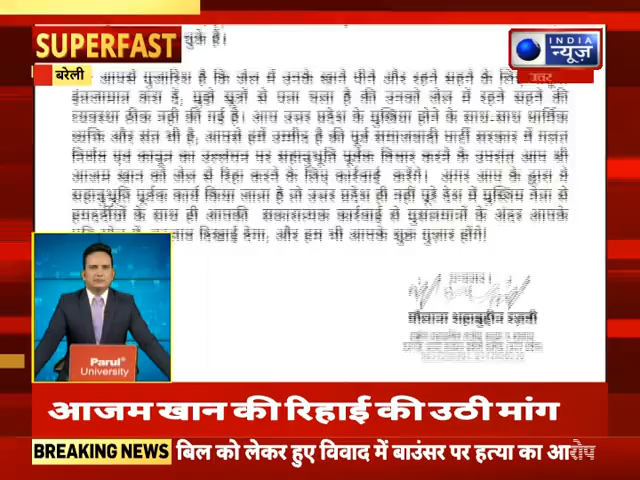 चुके हैं।
SUPERFAST
INDIA
न्यूज़
बरेली
आपसे गुजारिश है कि जेल में उनके खाने पीने और रहने सहने के
इंतजामात करा दें, मुझे सूत्रों से पता चला है की उनको जेल में रहने सहने की
व्यवस्था ठीक नहीं की गई है। आप उत्तर प्रदेश के मुखिया होने के साथ-साथ धार्मिक
व्यक्ति और संत भी है, आपसे हमें उम्मीद है की पूर्व समाजवादी पार्टी सरकार में गलत
निर्णय एवं कानून का उल्लंघन पर सहानुभूति पूर्वक विचार करने के उपरांत आप श्री
आजम खान को जेल से रिहा करने के लिए कार्रवाई करेंगे। अगर आप के द्वारा ये
सहानुभूति पूर्वक कार्य किया जाता है तो उत्तर प्रदेश ही नहीं पूरे देश में मुस्लिम नेता से
हमदर्दी के साथ ही आपकी सकारात्मक कार्रवाई से मुसलमानों के अंदर आपके
दिखाई देगा, और हम भी आपके शुक्र गुज़ार होंगे।
धन्यवाद।
मौलाना शहाबुद्दीन रज़वी
Parul
University
आजम खान की रिहाई की उठी मांग
BREAKING NEWS बिल को लेकर हुए विवाद में बाउंसर पर हत्या का आरोप